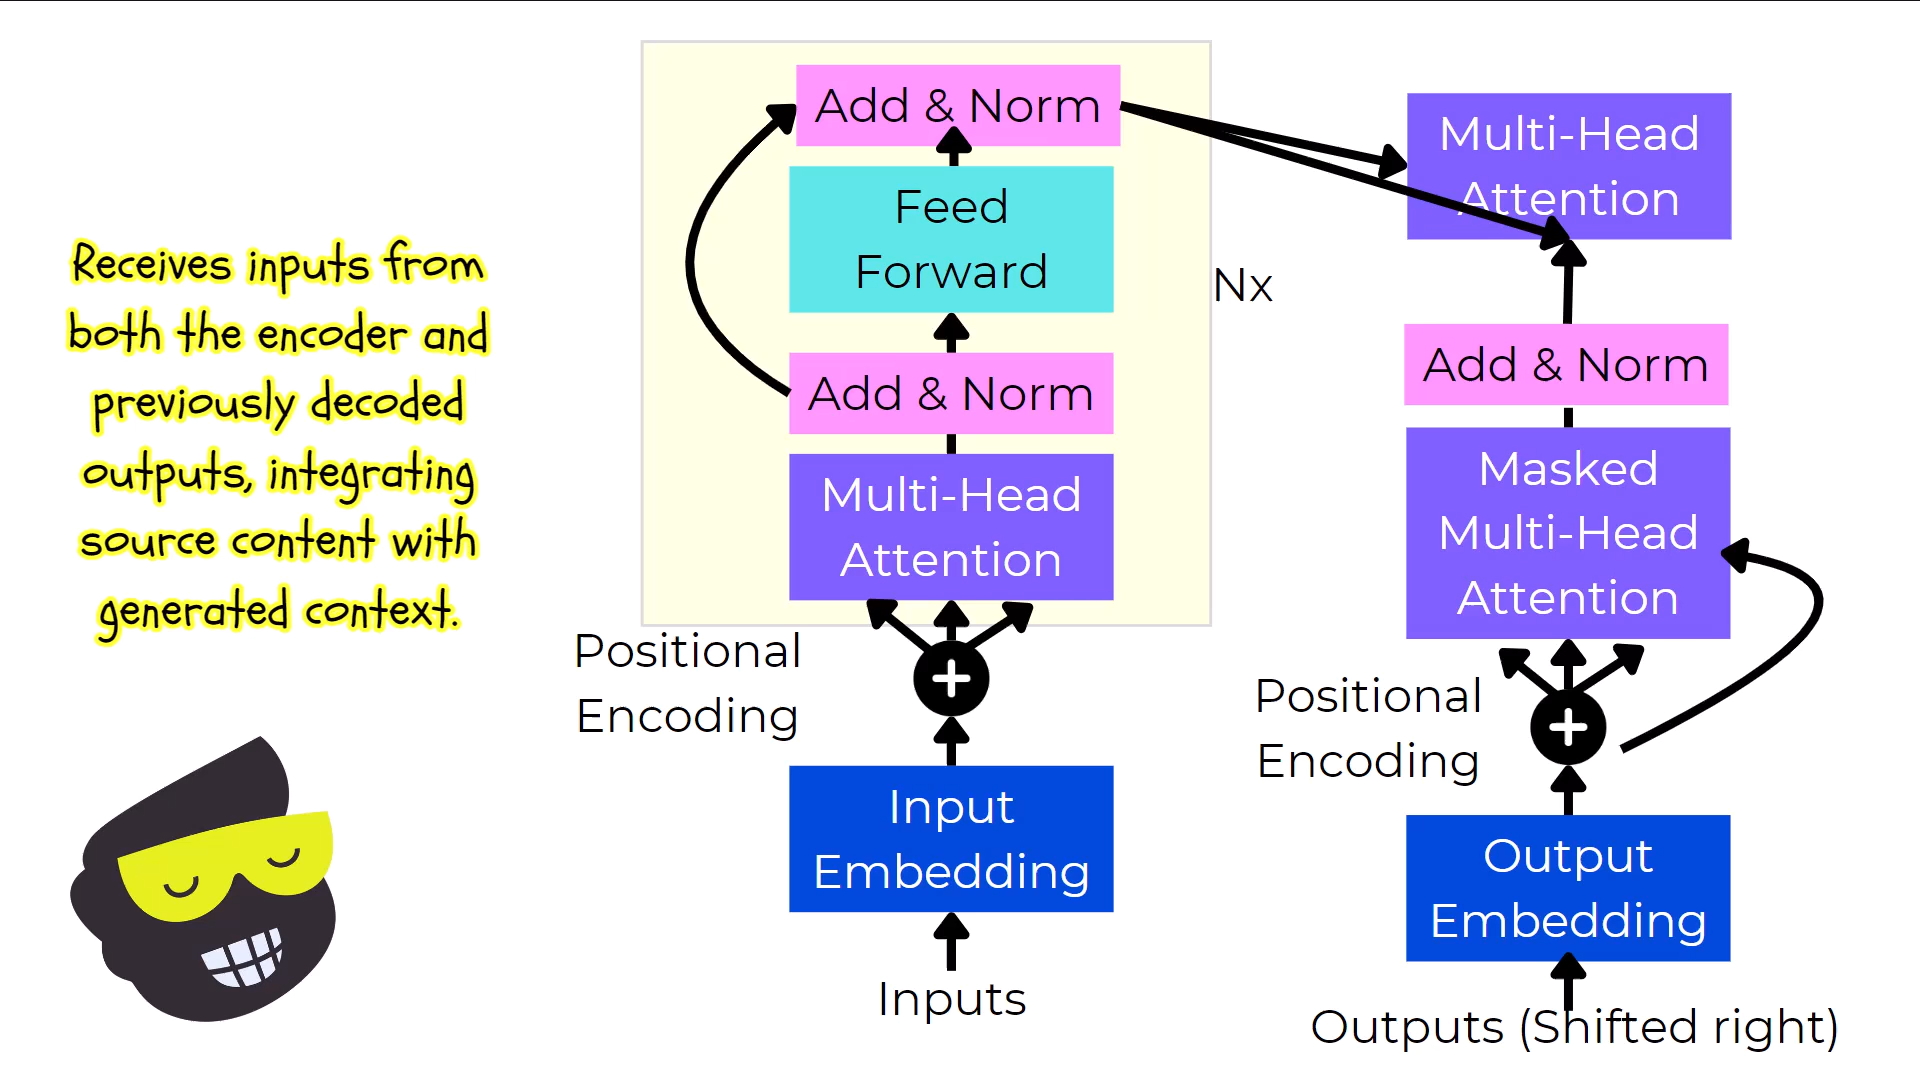 Receives inputs from
both the encoder and
previously decoded
outputs, integrating
source content with
generated context.
Add & Norm
Feed
Forward
Add & Norm
Multi-Head
Attention
Nx
Positional
Encoding
Input
Embedding
Inputs
Multi-Head
Attention
Add & Norm
Masked
Multi-Head
Attention
Positional
Encoding
Output
Embedding
Outputs (Shifted right)